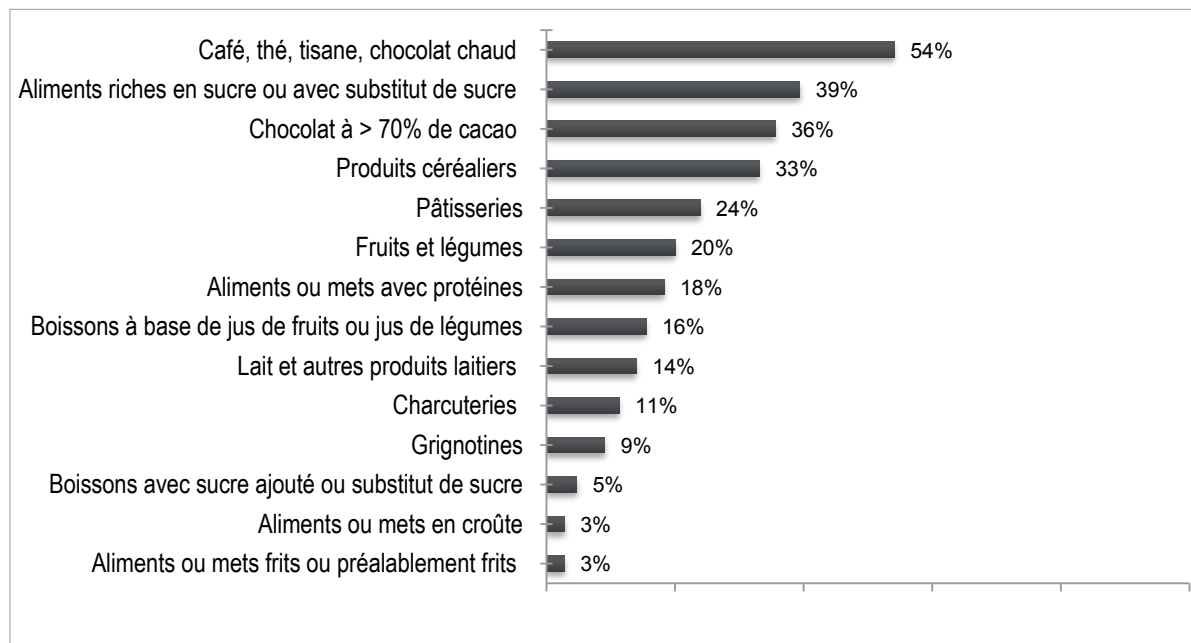 Café, thé, tisane, chocolat chaud 54%
Aliments riches en sucre ou avec substitut de sucre 39%
Chocolat à > 70% de cacao 36%
Produits céréaliers 33%
Pâtisseries 24%
Fruits et légumes 20%
Aliments ou mets avec protéines 18%
Boissons à base de jus de fruits ou jus de légumes 16%
Lait et autres produits laitiers 14%
Charcuteries 11%
Grignotines 9%
Boissons avec sucre ajouté ou substitut de sucre 5%
Aliments ou mets en croûte 3%
Aliments ou mets frits ou préalablement frits 3%